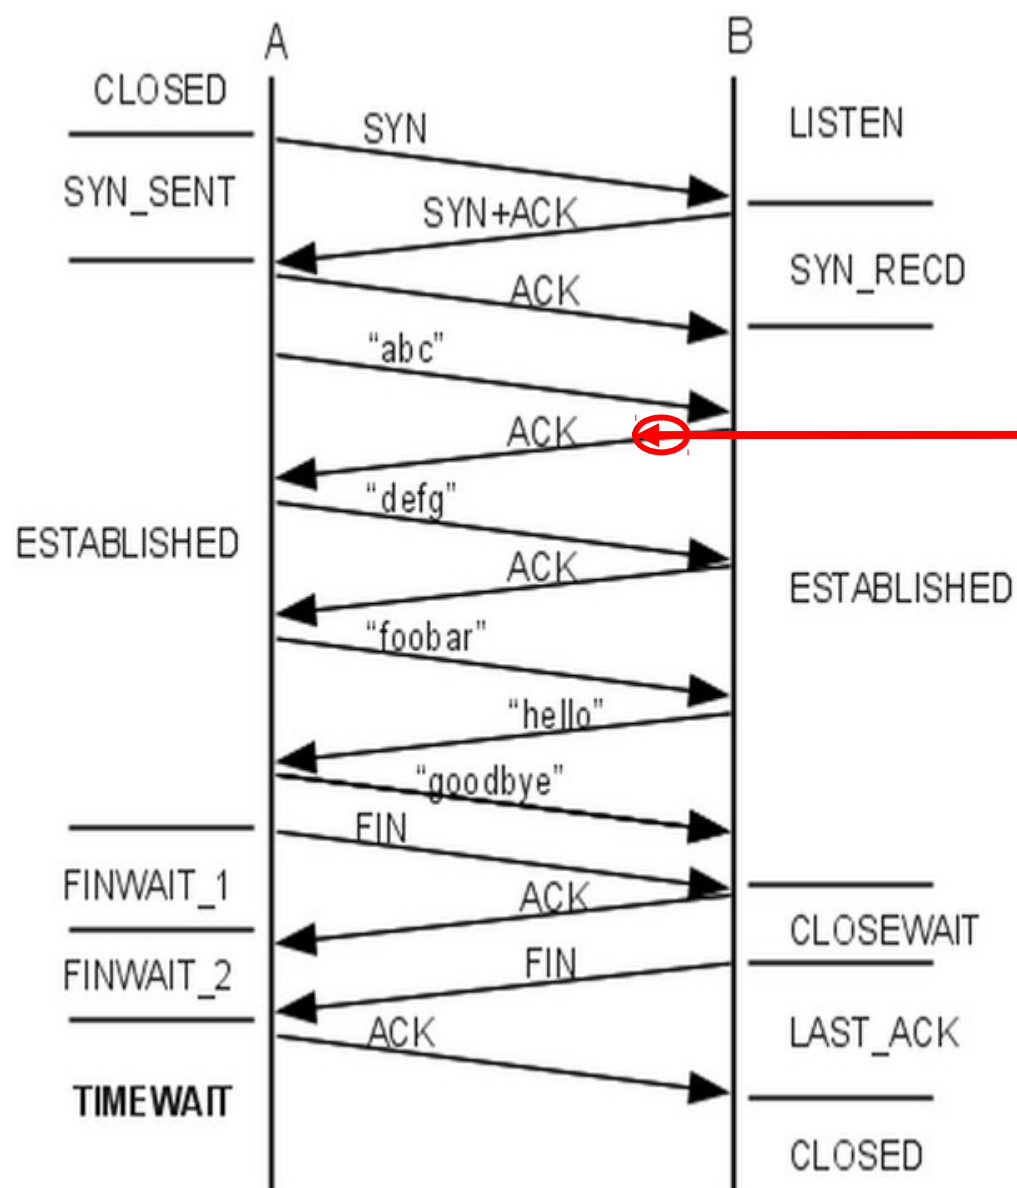 A
B
CLOSED
LISTEN
SYN
SYN_SENT
SYN+ACK
SYN_RECD
ACK
“abc”
ACK
“defg”
ESTABLISHED
ACK
ESTABLISHED
“foobar”
“hello”
“goodbye”
FIN
FINWAIT_1
ACK
CLOSEWAIT
FIN
FINWAIT_2
ACK
LAST_ACK
TIMEWAIT
CLOSED